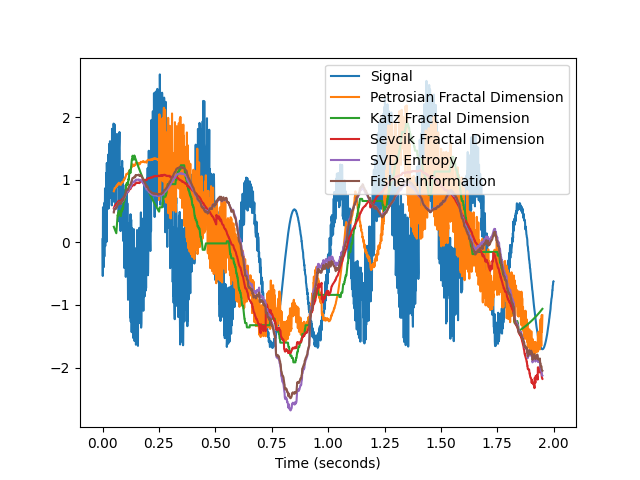 Signal
Petrosian Fractal Dimension
Katz Fractal Dimension
Sevcik Fractal Dimension
SVD Entropy
Fisher Information
2
1
0
−1
−2
0.00 0.25 0.50 0.75 1.00 1.25 1.50 1.75 2.00
Time (seconds)